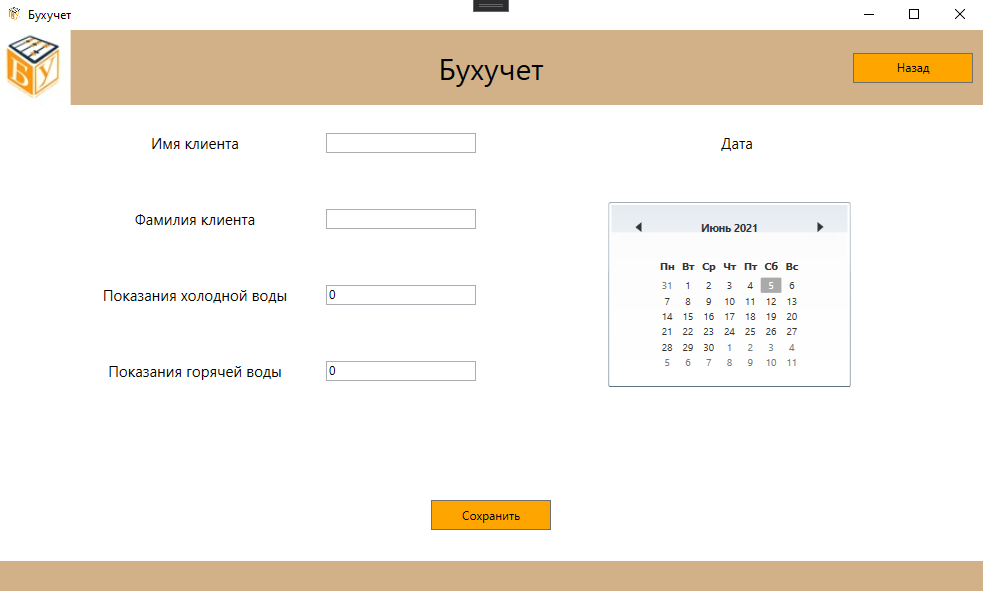 Бухучет
БУ
Бухучет
Назад
Имя клиента
Дата
Фамилия клиента
Июнь 2021
Пн Вт Ср Чт Пт Сб Вс
31 1 2 3 4 5 6
Показания холодной воды 0
7 8 9 10 11 12 13
14 15 16 17 18 19 20
21 22 23 24 25 26 27
28 29 30 1 2 3 4
5 6 7 8 9 10 11
Показания горячей воды 0
Сохранить